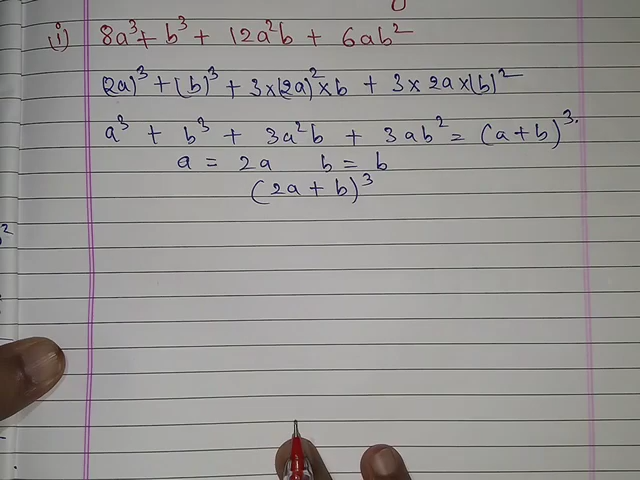 (i) 8a³ + b³ + 12a²b + 6ab²
(2a)³ + (b)³ + 3×(2a)²×b + 3×2a×(b)²
a³ + b³ + 3a²b + 3ab² = (a+b)³.
a = 2a b = b
(2a + b)³